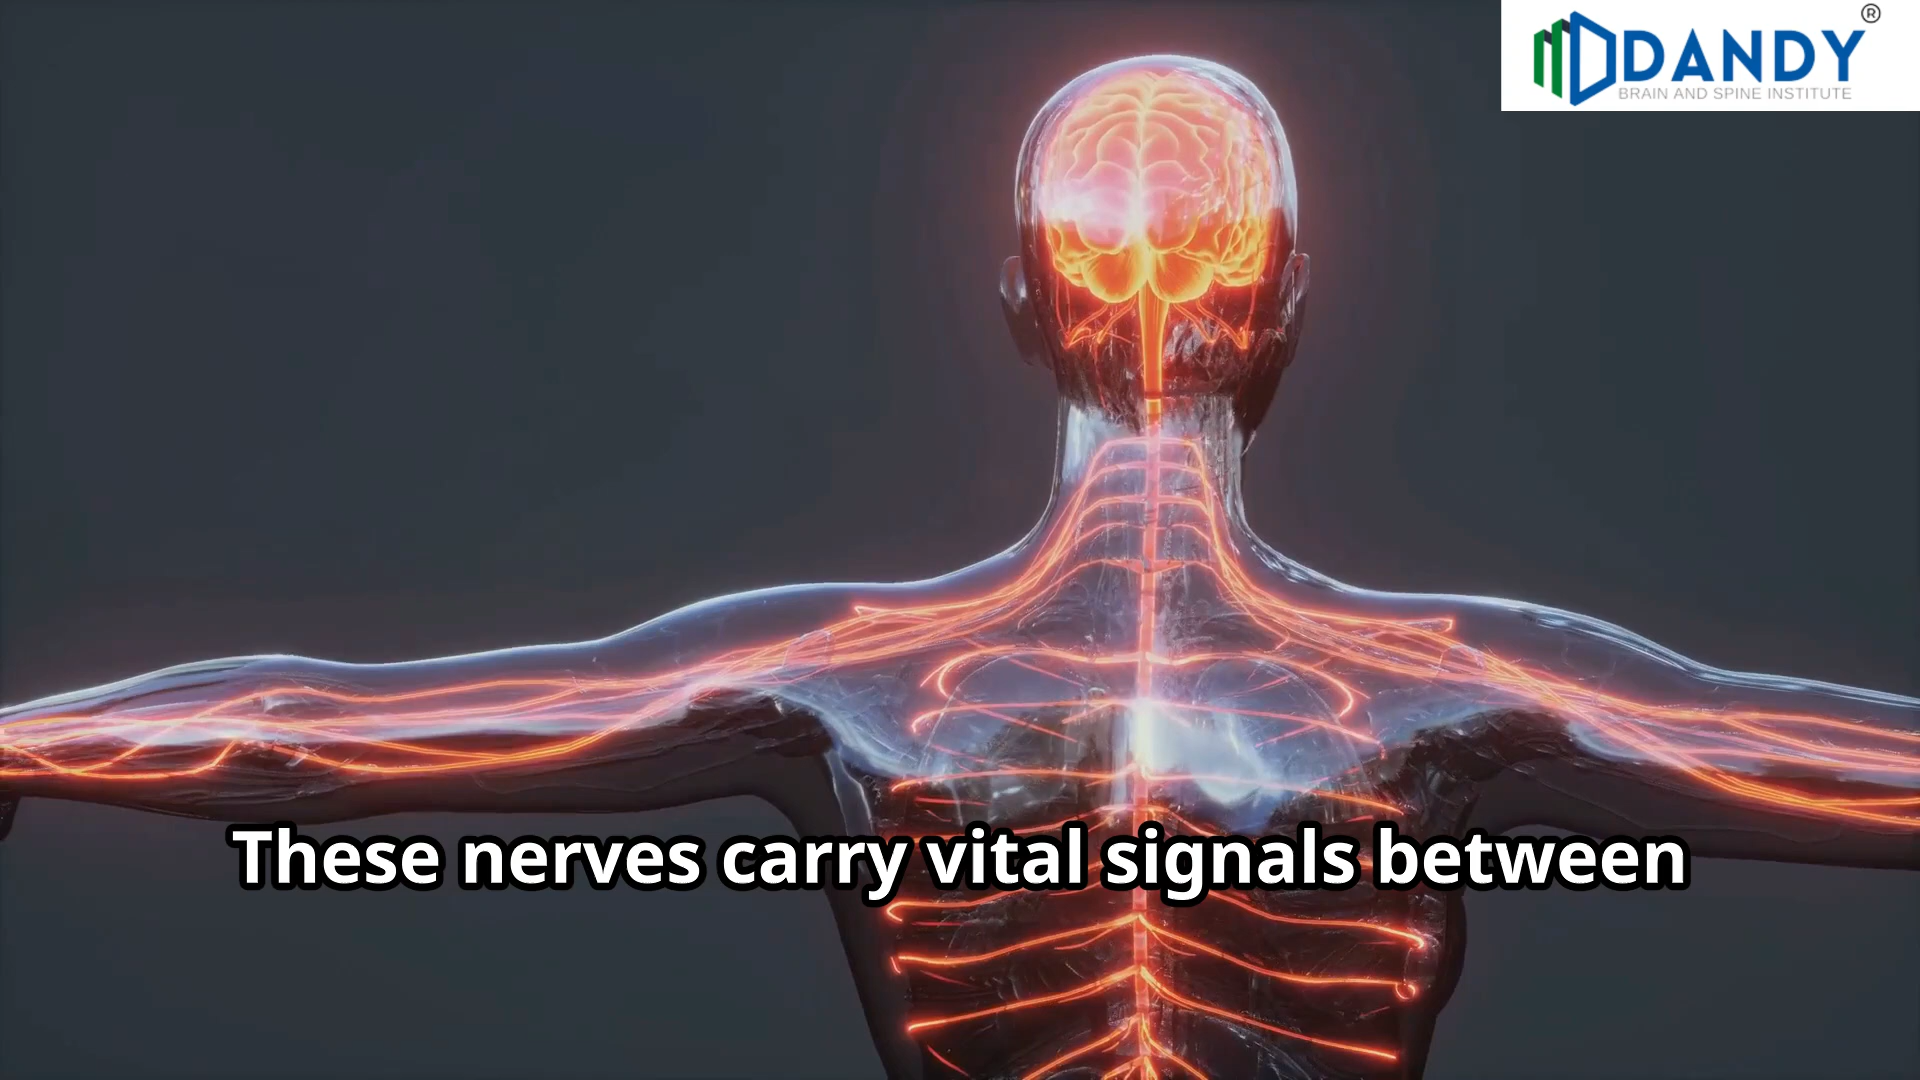 DANDY®
BRAIN AND SPINE INSTITUTE
These nerves carry vital signals between